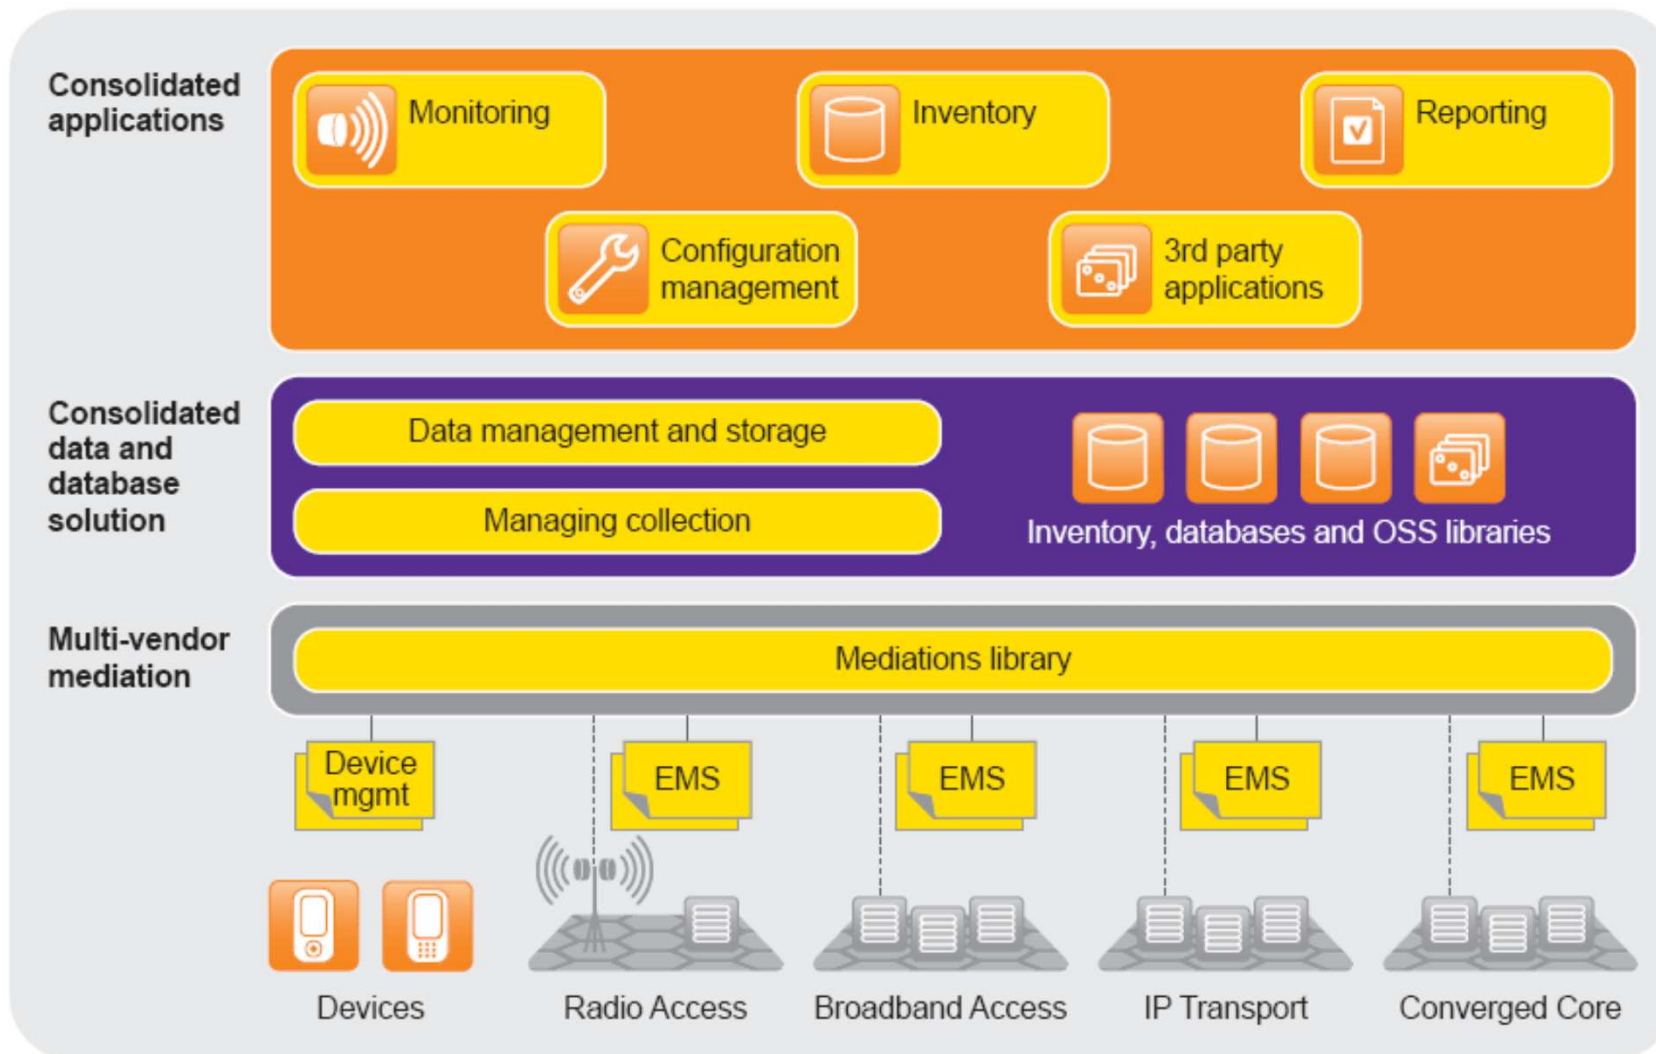 Consolidated
applications
Monitoring
Inventory
Reporting
Configuration
management
3rd party
applications
Consolidated
data and
database
solution
Data management and storage
Managing collection
Inventory, databases and OSS libraries
Multi-vendor
mediation
Mediations library
Device
mgmt
EMS
EMS
EMS
EMS
Devices
Radio Access
Broadband Access
IP Transport
Converged Core